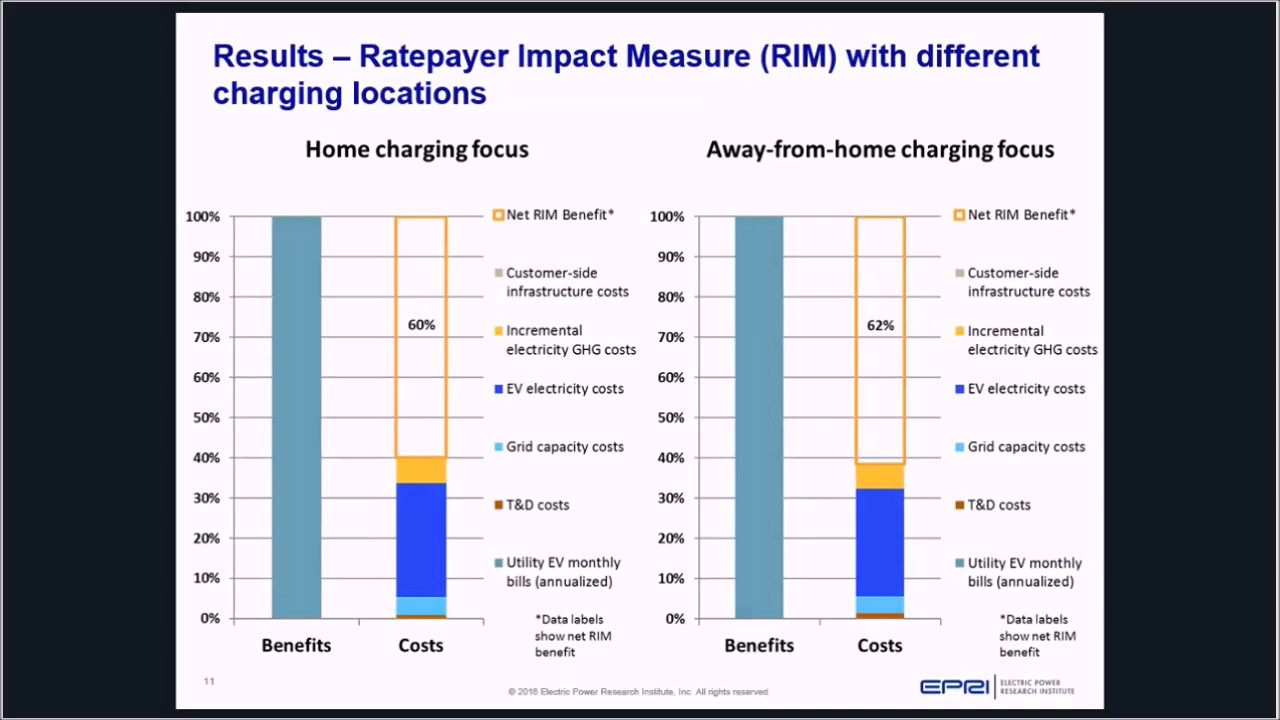 Results – Ratepayer Impact Measure (RIM) with different
charging locations
Home charging focus
100%
90%
80%
70%
60%
50%
40%
30%
20%
10%
0%
60%
Benefits
Costs
Net RIM Benefit*
Customer-side
infrastructure costs
Incremental
electricity GHG costs
EV electricity costs
Grid capacity costs
T&D costs
Utility EV monthly
bills (annualized)
*Data labels
show net RIM
benefit
Away-from-home charging focus
100%
90%
80%
70%
60%
50%
40%
30%
20%
10%
0%
62%
Benefits
Costs
Net RIM Benefit*
Customer-side
infrastructure costs
Incremental
electricity GHG costs
EV electricity costs
Grid capacity costs
T&D costs
Utility EV monthly
bills (annualized)
*Data labels
show net RIM
benefit
11
© 2016 Electric Power Research Institute, Inc. All rights reserved.
EPRI
ELECTRIC POWER
RESEARCH INSTITUTE